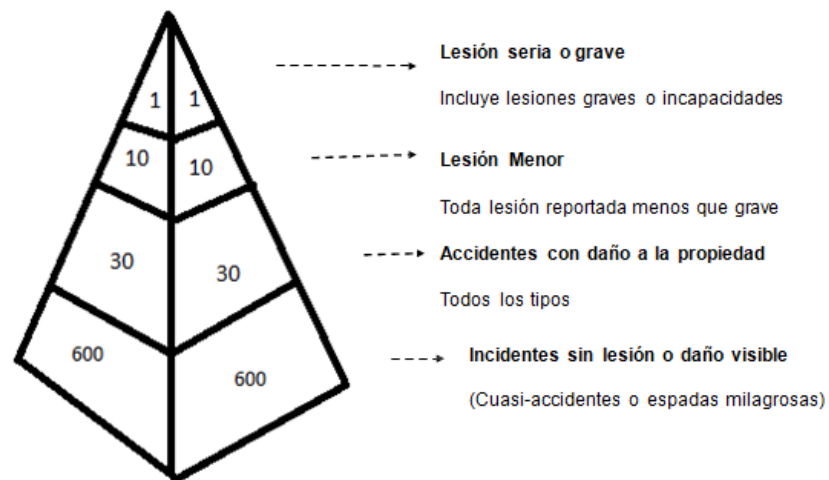 1 1
Lesión seria o grave
Incluye lesiones graves o incapacidades
10 10
Lesión Menor
Toda lesión reportada menos que grave
30 30
Accidentes con daño a la propiedad
Todos los tipos
600 600
Incidentes sin lesión o daño visible
(Cuasi-accidentes o espadas milagrosas)